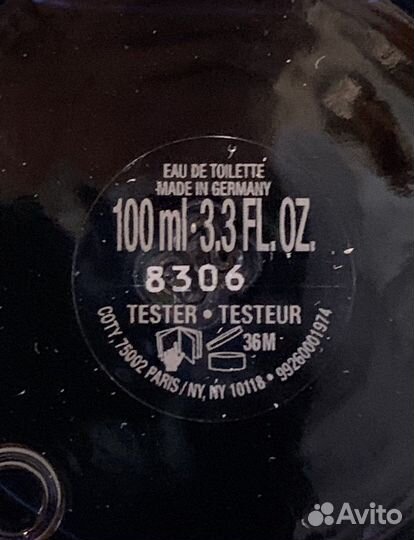 EAU DE TOILETTE
MADE IN GERMANY
100 ml · 3.3 FL. OZ.
8306
TESTER • TESTEUR
36M
COTY, 75002 PARIS / NY, NY 10118 • 99260001974
Avito